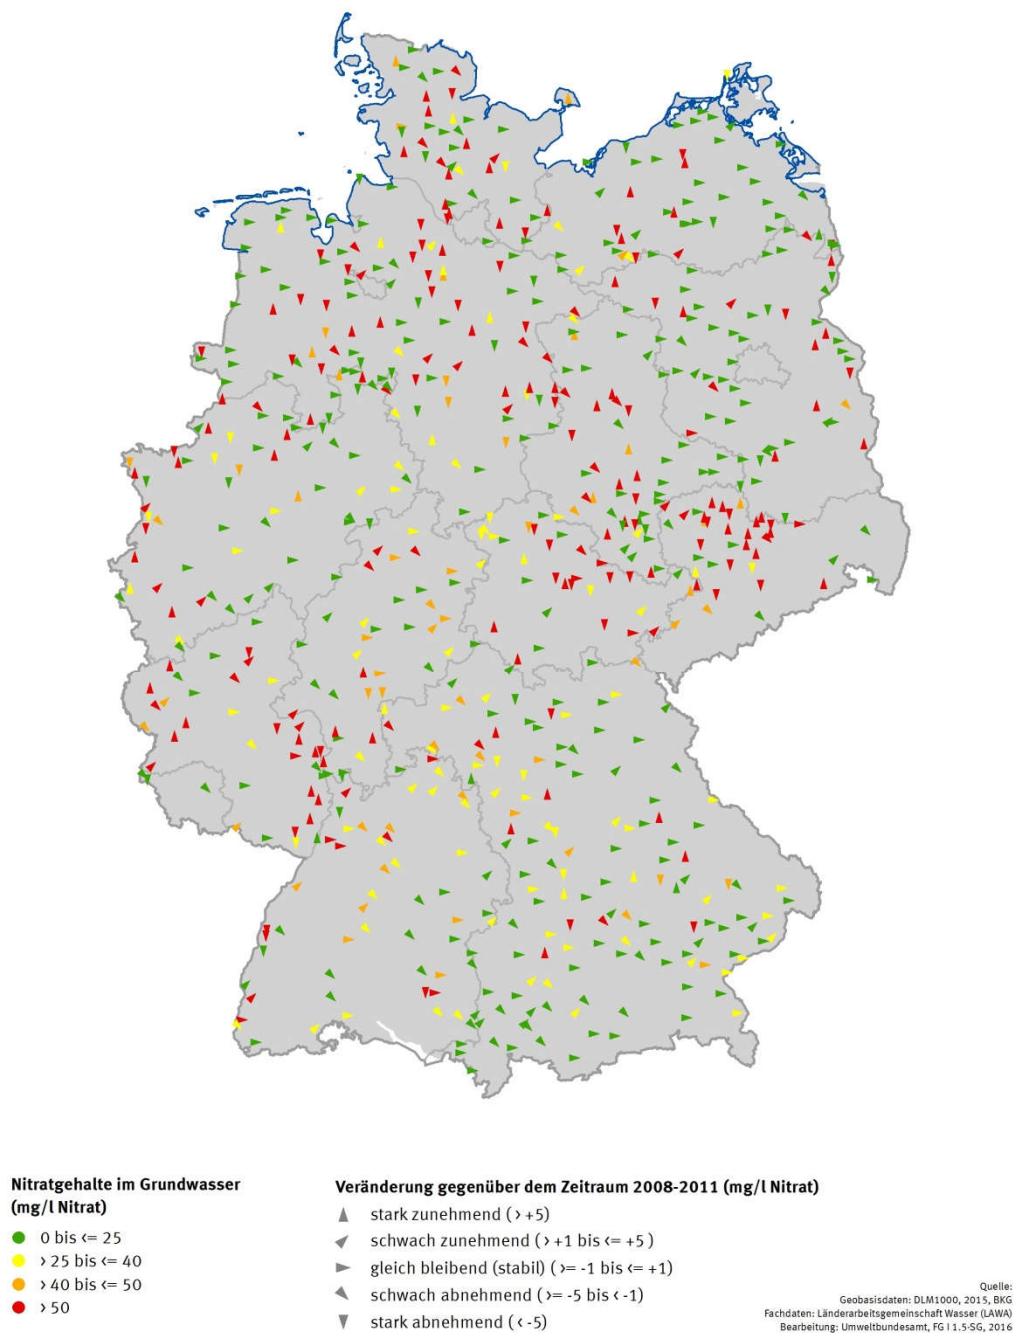 Nitratgehalte im Grundwasser
(mg/l Nitrat)
0 bis <= 25
> 25 bis <= 40
> 40 bis <= 50
> 50
Veränderung gegenüber dem Zeitraum 2008-2011 (mg/l Nitrat)
stark zunehmend ( > +5)
schwach zunehmend ( > +1 bis <= +5 )
gleich bleibend (stabil) ( >= -1 bis <= +1)
schwach abnehmend ( >= -5 bis < -1)
stark abnehmend ( < -5)
Quelle:
Geobasisdaten: DLM1000, 2015, BKG
Fachdaten: Länderarbeitsgemeinschaft Wasser (LAWA)
Bearbeitung: Umweltbundesamt, FG I 1.5-SG, 2016